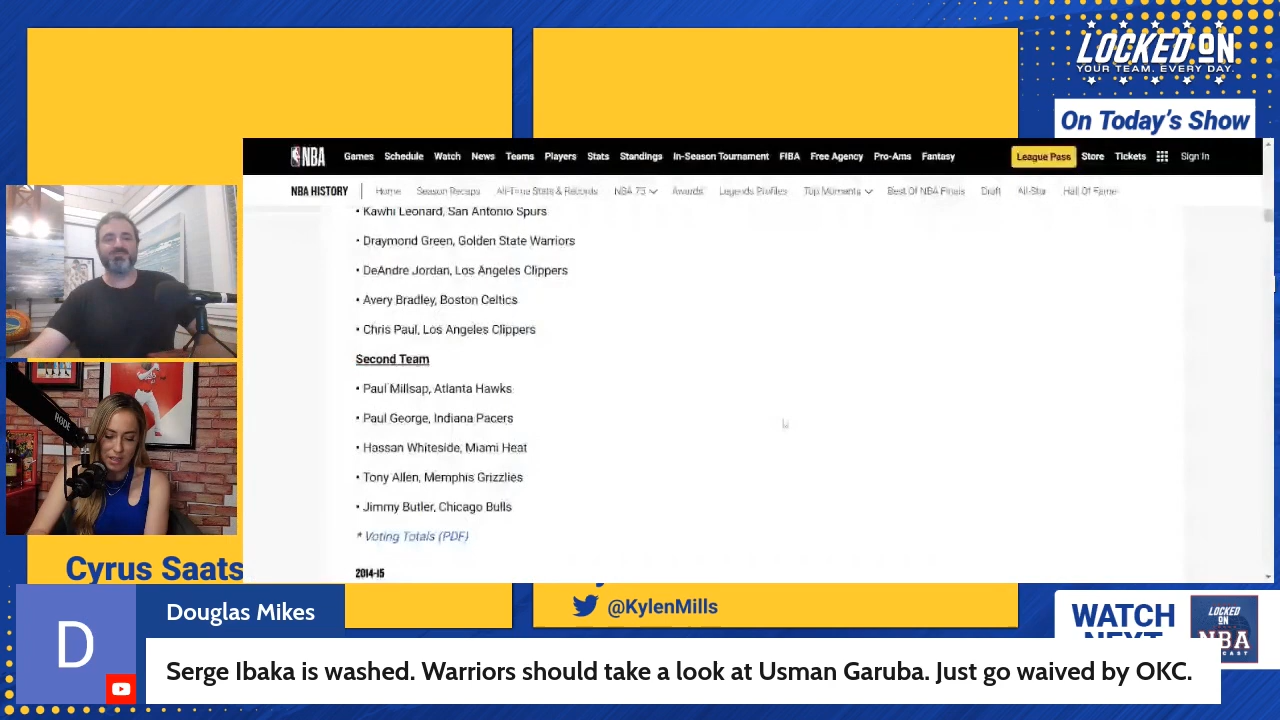 LOCKED ON
YOUR TEAM. EVERY DAY.
On Today's Show
NBA
Games Schedule Watch News Teams Players Stats Standings In-Season Tournament FIBA Free Agency Pro-Ams Fantasy League Pass Store Tickets Sign In
NBA HISTORY Home Season Recaps All-Time Stats & Records NBA 75 Awards Legends Profiles Top Moments Best Of NBA Finals Draft All-Star Hall Of Fame
• Kawhi Leonard, San Antonio Spurs
• Draymond Green, Golden State Warriors
• DeAndre Jordan, Los Angeles Clippers
• Avery Bradley, Boston Celtics
• Chris Paul, Los Angeles Clippers
Second Team
• Paul Millsap, Atlanta Hawks
• Paul George, Indiana Pacers
• Hassan Whiteside, Miami Heat
• Tony Allen, Memphis Grizzlies
• Jimmy Butler, Chicago Bulls
* Voting Totals (PDF)
2014-15
RODE
Cyrus Saats
@KylenMills
WATCH
NEXT
LOCKED
ON
NBA
D
Douglas Mikes
Serge Ibaka is washed. Warriors should take a look at Usman Garuba. Just go waived by OKC.